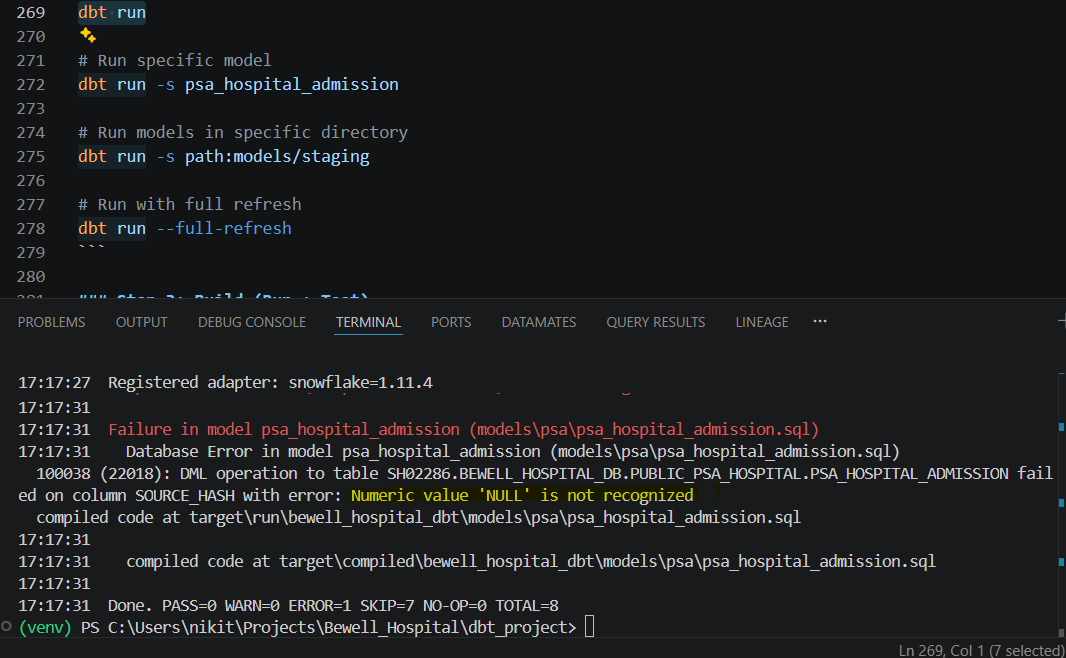 269 dbt run
270
271 # Run specific model
272 dbt run -s psa_hospital_admission
273
274 # Run models in specific directory
275 dbt run -s path:models/staging
276
277 # Run with full refresh
278 dbt run --full-refresh
279 ```
280
PROBLEMS OUTPUT DEBUG CONSOLE TERMINAL PORTS DATAMATES QUERY RESULTS LINEAGE ...
17:17:27 Registered adapter: snowflake=1.11.4
17:17:31
17:17:31 Failure in model psa_hospital_admission (models\psa\psa_hospital_admission.sql)
17:17:31 Database Error in model psa_hospital_admission (models\psa\psa_hospital_admission.sql)
100038 (22018): DML operation to table SH02286.BEWELL_HOSPITAL_DB.PUBLIC_PSA_HOSPITAL.PSA_HOSPITAL_ADMISSION fail
ed on column SOURCE_HASH with error: Numeric value 'NULL' is not recognized
compiled code at target\run\bewell_hospital_dbt\models\psa\psa_hospital_admission.sql
17:17:31
17:17:31 compiled code at target\compiled\bewell_hospital_dbt\models\psa\psa_hospital_admission.sql
17:17:31
17:17:31 Done. PASS=0 WARN=0 ERROR=1 SKIP=7 NO-OP=0 TOTAL=8
(venv) PS C:\Users\nikit\Projects\Bewell_Hospital\dbt_project>
Ln 269, Col 1 (7 selected)